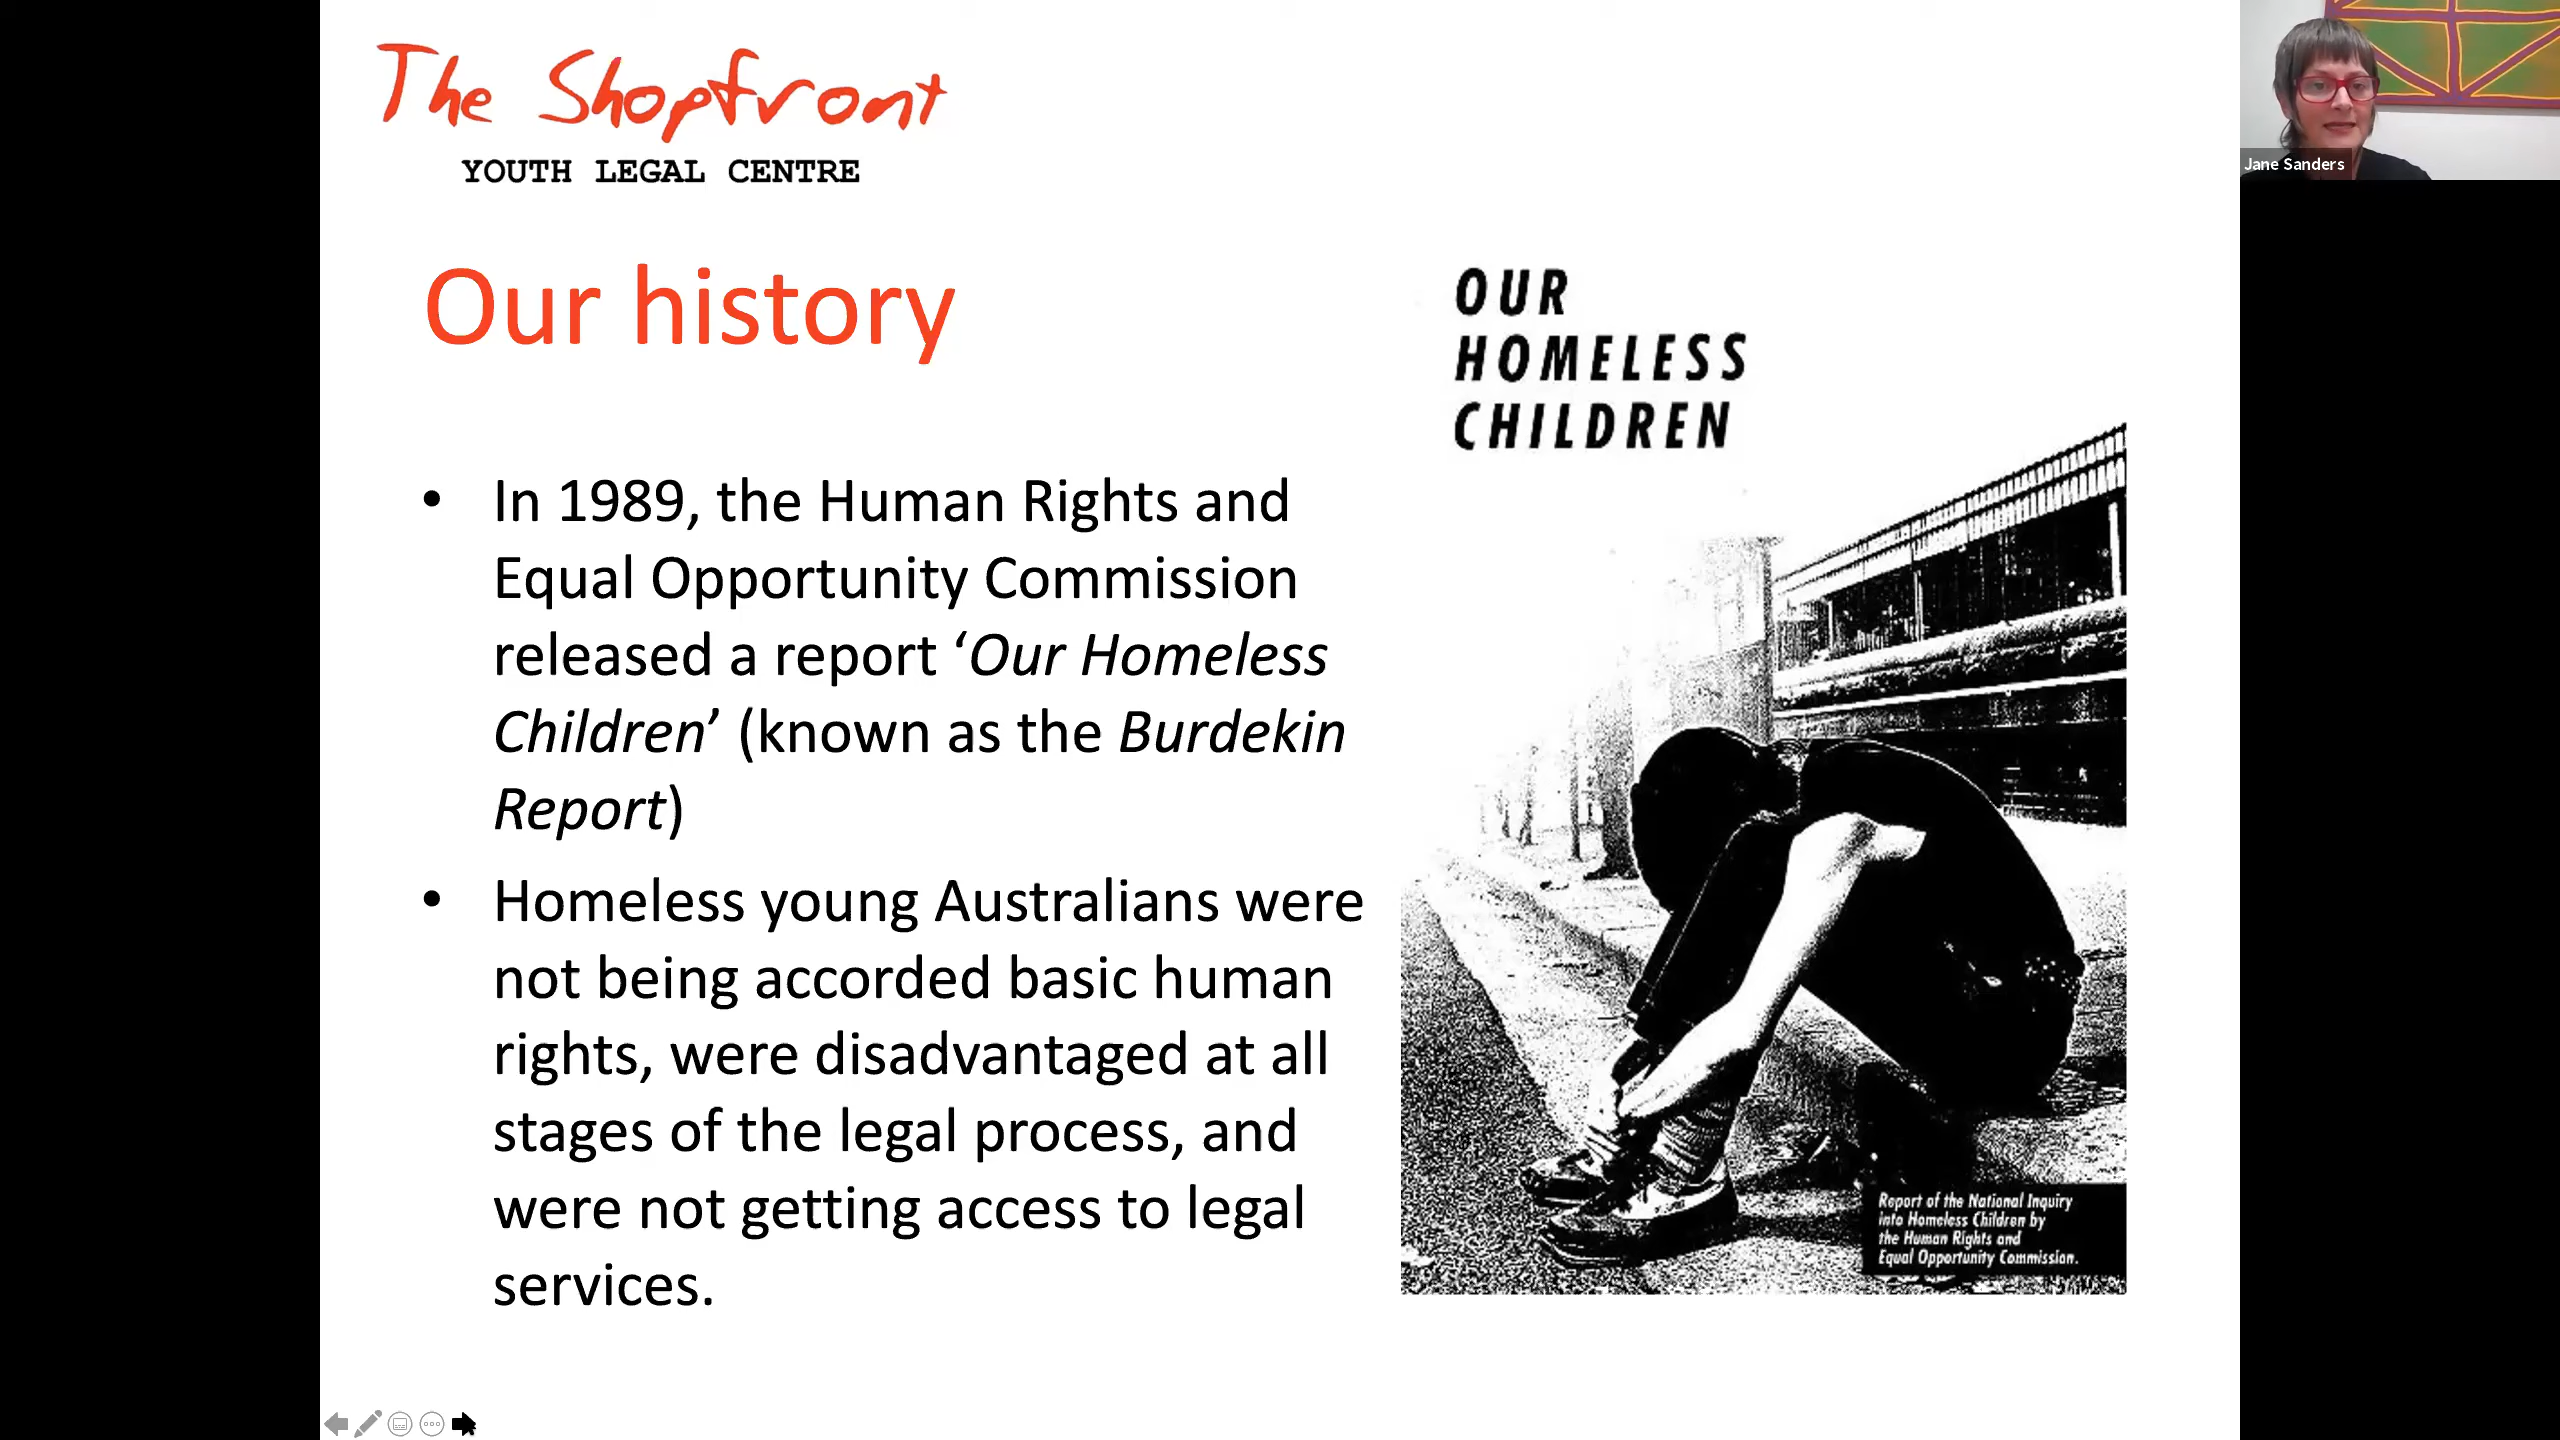 The Shopfront
YOUTH LEGAL CENTRE
Jane Sanders
Our history
• In 1989, the Human Rights and
Equal Opportunity Commission
released a report ‘Our Homeless
Children’ (known as the Burdekin
Report)
• Homeless young Australians were
not being accorded basic human
rights, were disadvantaged at all
stages of the legal process, and
were not getting access to legal
services.
OUR
HOMELESS
CHILDREN
Report of the National Inquiry
into Homeless Children by
the Human Rights and
Equal Opportunity Commission.